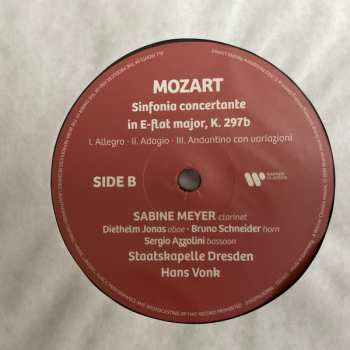 MOZART
Sinfonia concertante
in E-flat major, K. 297b
I. Allegro · II. Adagio · III. Andantino con variazioni
SIDE B
WARNER
CLASSICS
SABINE MEYER clarinet
Diethelm Jonas oboe · Bruno Schneider horn
Sergio Azzolini bassoon
Staatskapelle Dresden
Hans Vonk